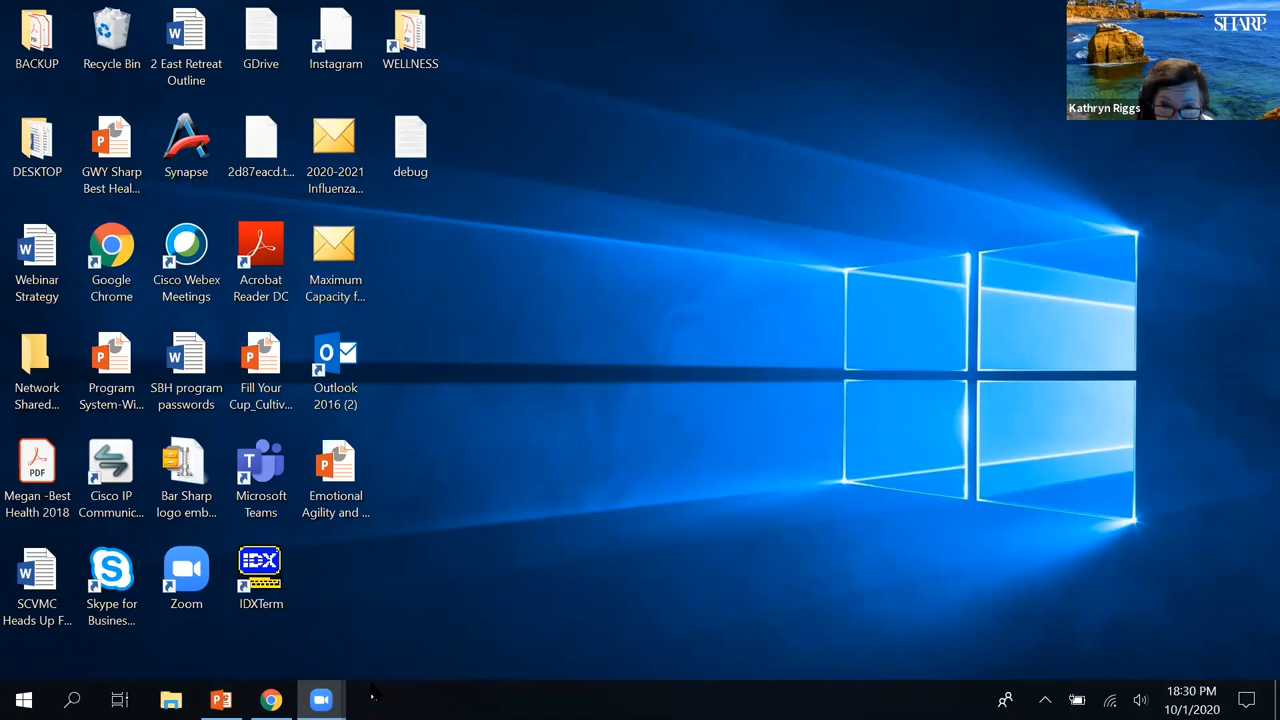 BACKUP
Recycle Bin
2 East Retreat
Outline
GDrive
Instagram
WELLNESS
SHARP
Kathryn Riggs
DESKTOP
GWY Sharp
Best Heal...
Synapse
2d87eacd.t...
2020-2021
Influenza...
debug
Webinar
Strategy
Google
Chrome
Cisco Webex
Meetings
Acrobat
Reader DC
Maximum
Capacity f...
Network
Shared...
Program
System-Wi...
SBH program
passwords
Fill Your
Cup_Cultiv...
Outlook
2016 (2)
PDF
Megan -Best
Health 2018
Cisco IP
Communic...
Bar Sharp
logo emb...
Microsoft
Teams
Emotional
Agility and ...
SCVMC
Heads Up F...
Skype for
Business...
Zoom
IDX
IDXTerm
18:30 PM
10/1/2020